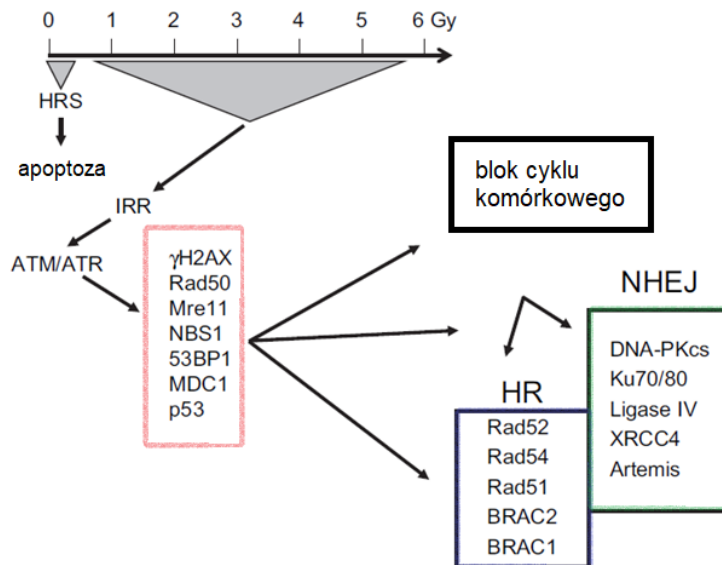 0 1 2 3 4 5 6 Gy
HRS
apoptoza
IRR
ATM/ATR
γH2AX
Rad50
Mre11
NBS1
53BP1
MDC1
p53
blok cyklu
komórkowego
NHEJ
DNA-PKcs
Ku70/80
Ligase IV
XRCC4
Artemis
HR
Rad52
Rad54
Rad51
BRAC2
BRAC1